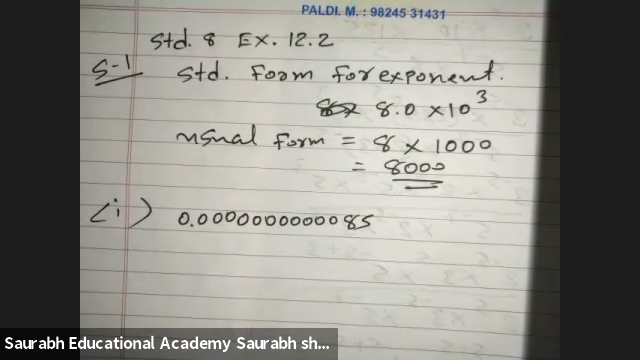 PALDI. M. : 98245 31431
Std. 8 Ex. 12.2
S-1 Std. Form for exponent.
8.0 × 10³
usual form = 8 × 1000
= 8000
(i) 0.0000000000085
Saurabh Educational Academy Saurabh sh...